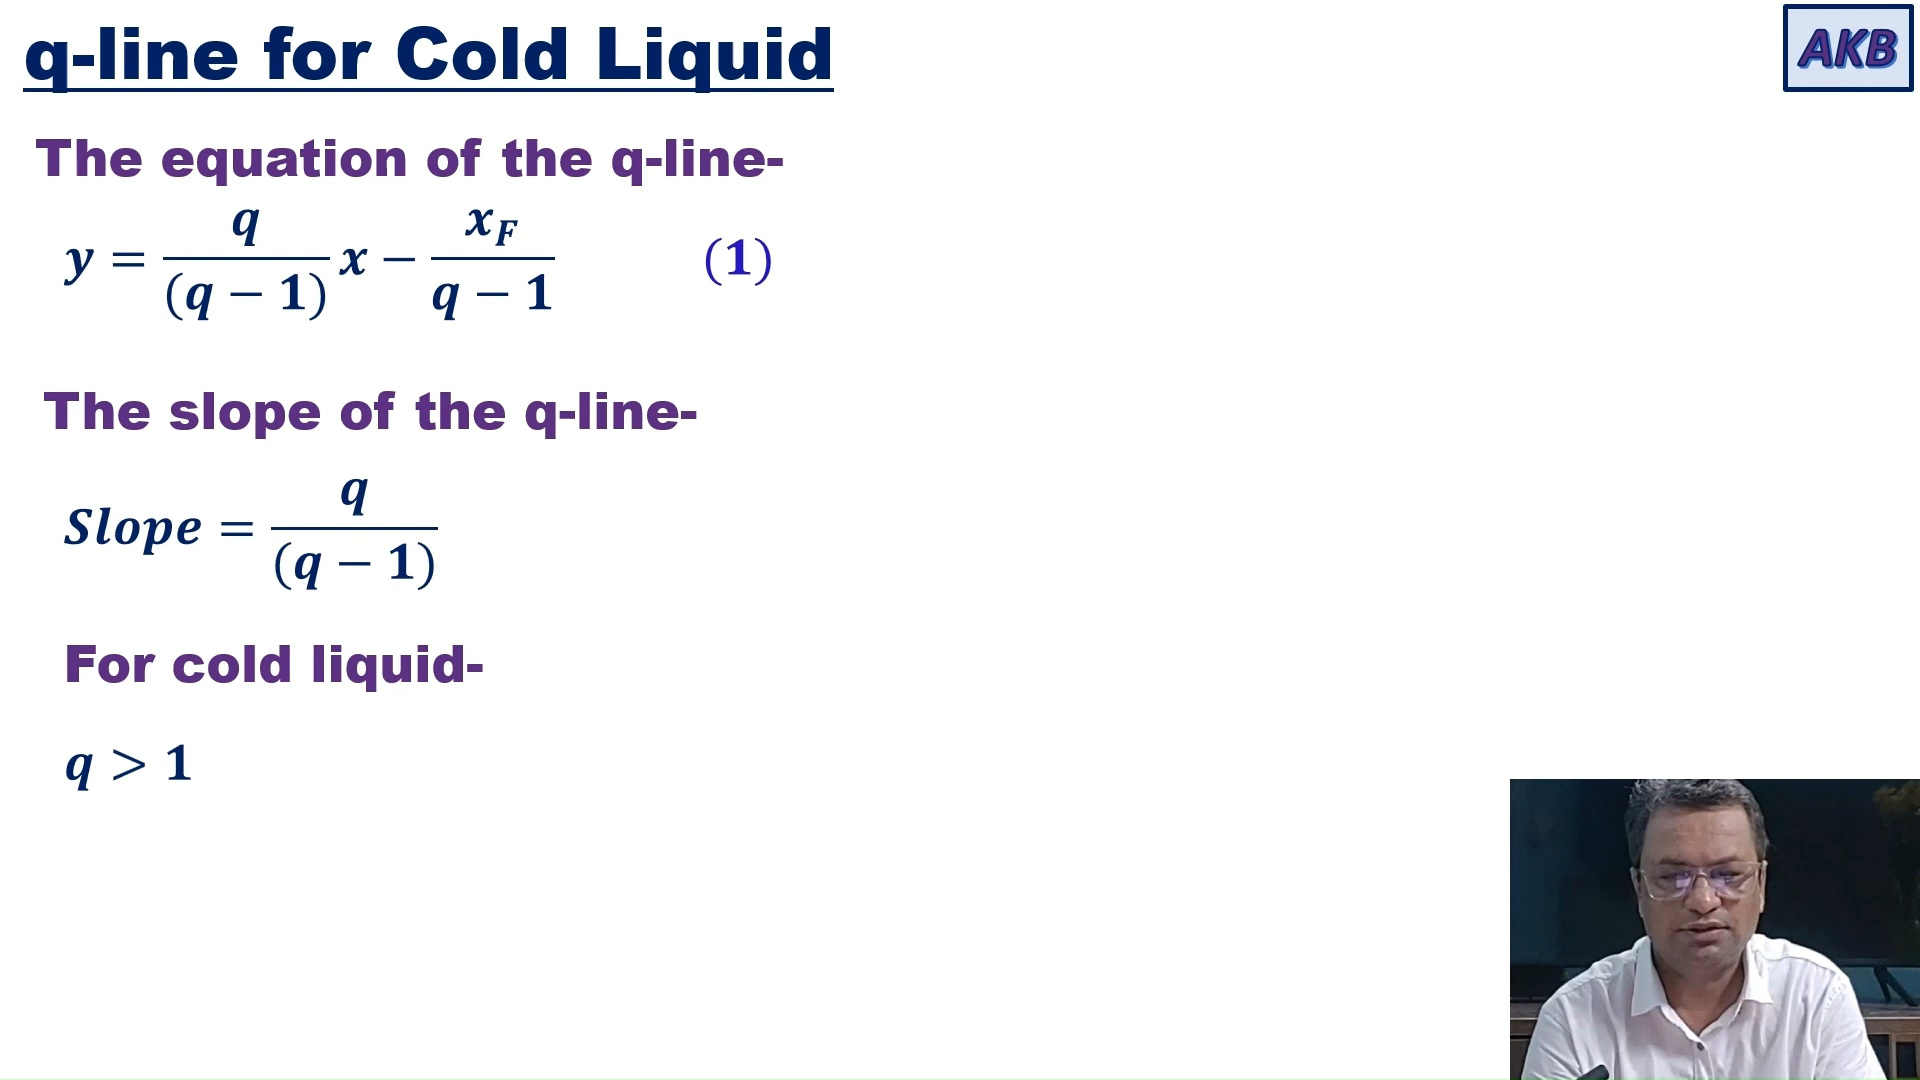 q-line for Cold Liquid
AKB
The equation of the q-line-
y = q/(q − 1) x − x_F/q − 1 (1)
The slope of the q-line-
Slope = q/(q − 1)
For cold liquid-
q > 1